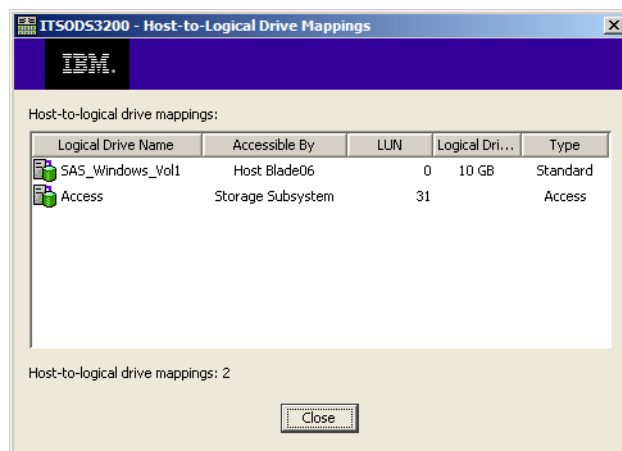 ITSODS3200 - Host-to-Logical Drive Mappings
IBM.
Host-to-logical drive mappings:
Logical Drive Name Accessible By LUN Logical Dri... Type
SAS_Windows_Vol1 Host Blade06 0 10 GB Standard
Access Storage Subsystem 31 Access
Host-to-logical drive mappings: 2
Close